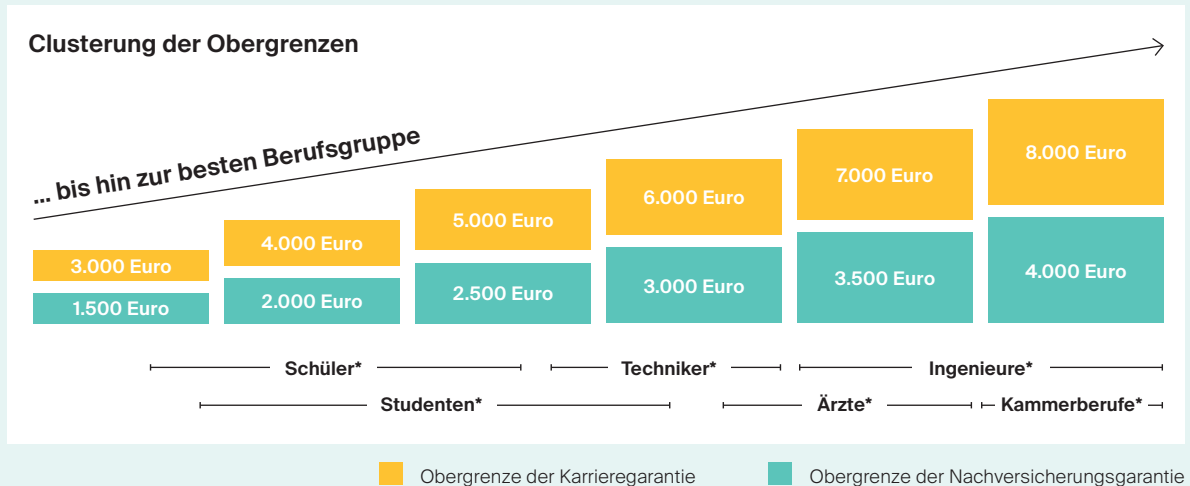 Clusterung der Obergrenzen
... bis hin zur besten Berufsgruppe
3.000 Euro
4.000 Euro
5.000 Euro
6.000 Euro
7.000 Euro
8.000 Euro
1.500 Euro
2.000 Euro
2.500 Euro
3.000 Euro
3.500 Euro
4.000 Euro
Schüler*
Techniker*
Ingenieure*
Studenten*
Ärzte*
Kammerberufe*
Obergrenze der Karrieregarantie
Obergrenze der Nachversicherungsgarantie